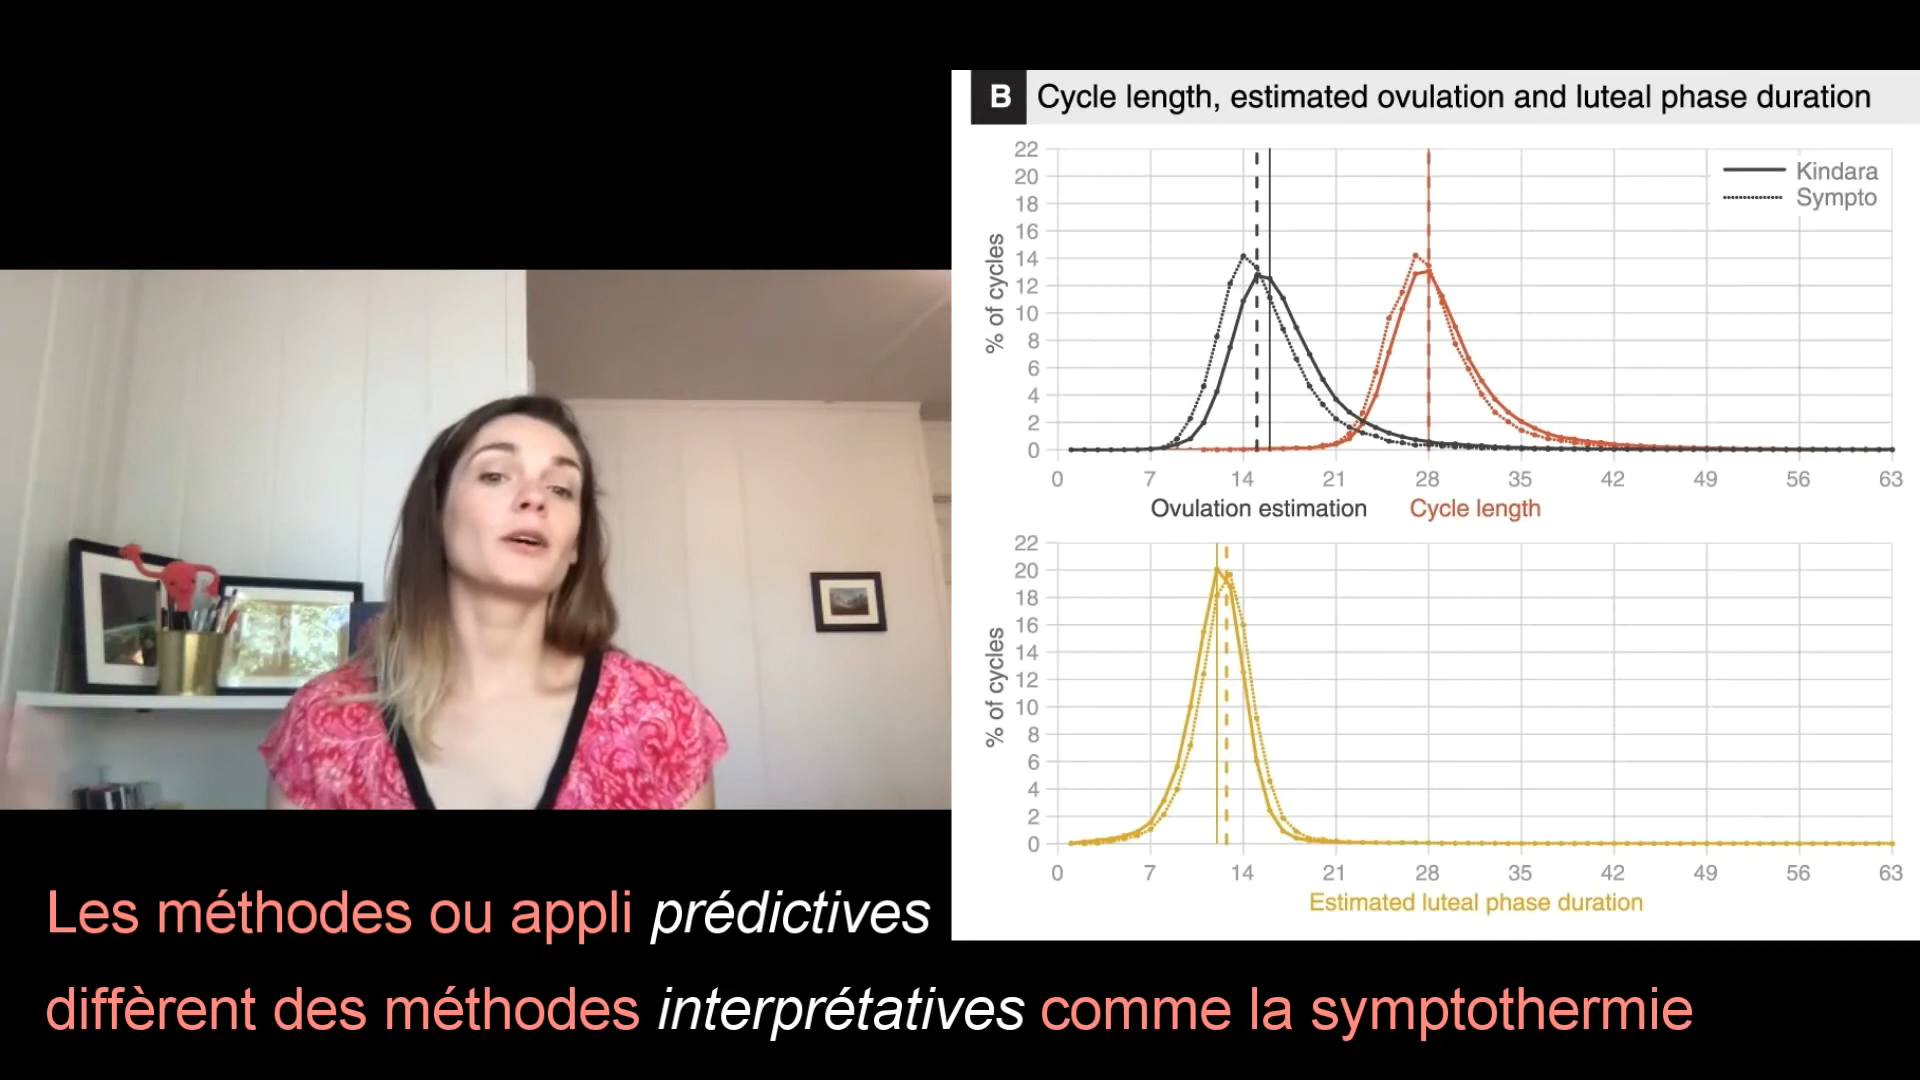 B Cycle length, estimated ovulation and luteal phase duration
22
20
18
16
14
12
10
8
6
4
2
0
% of cycles
Kindara
Sympto
0 7 14 21 28 35 42 49 56 63
Ovulation estimation Cycle length
22
20
18
16
14
12
10
8
6
4
2
0
% of cycles
0 7 14 21 28 35 42 49 56 63
Estimated luteal phase duration
Les méthodes ou appli prédictives
diffèrent des méthodes interprétatives comme la symptothermie